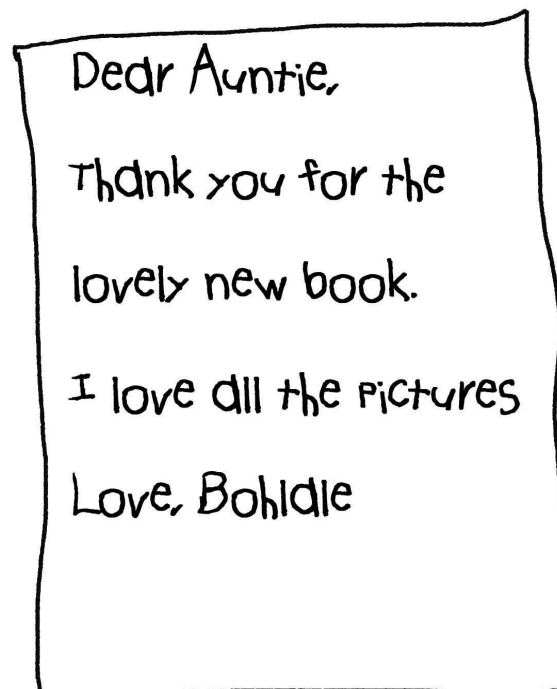 Dear Auntie,
Thank you for the
lovely new book.
I love all the Pictures
Love, Bohldle